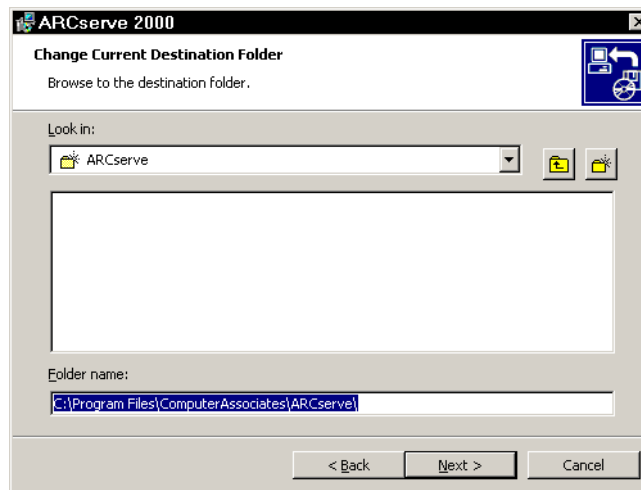 ARCserve 2000
Change Current Destination Folder
Browse to the destination folder.
Look in:
ARCserve
Folder name:
C:\Program Files\ComputerAssociates\ARCserve\
< Back
Next >
Cancel